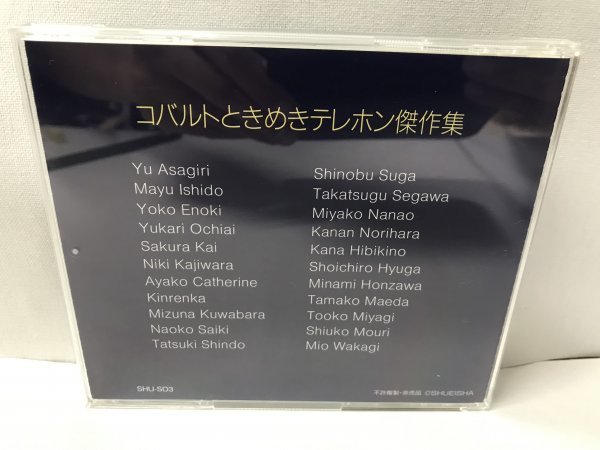 コバルトときめきテレホン傑作集
Yu Asagiri
Mayu Ishido
Yoko Enoki
Yukari Ochiai
Sakura Kai
Niki Kajiwara
Ayako Catherine
Kinrenka
Mizuna Kuwabara
Naoko Saiki
Tatsuki Shindo
Shinobu Suga
Takatsugu Segawa
Miyako Nanao
Kanan Norihara
Kana Hibikino
Shoichiro Hyuga
Minami Honzawa
Tamako Maeda
Tooko Miyagi
Shiuko Mouri
Mio Wakagi
SHU-SD3
不許複製・非売品 ©SHUEISHA